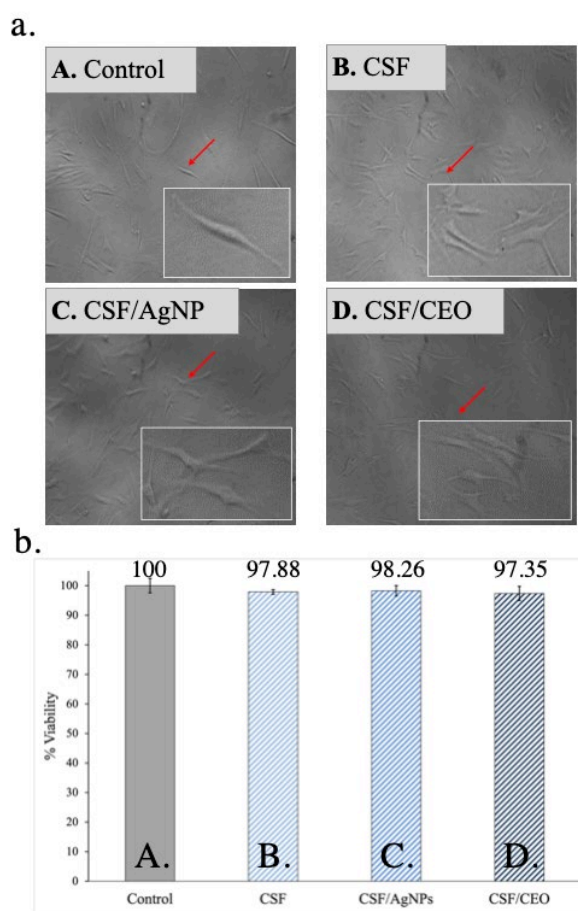 a.
A. Control
B. CSF
C. CSF/AgNP
D. CSF/CEO
b.
100 97.88 98.26 97.35
% Viability
100
90
80
70
60
50
40
30
20
10
0
A. B. C. D.
Control CSF CSF/AgNPs CSF/CEO